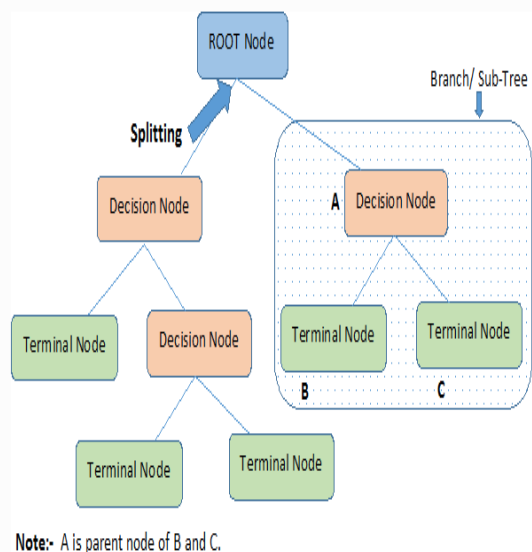 ROOT Node
Branch/ Sub-Tree
Splitting
Decision Node
A
Decision Node
Terminal Node
Decision Node
Terminal Node
Terminal Node
B
C
Terminal Node
Terminal Node
Note:- A is parent node of B and C.